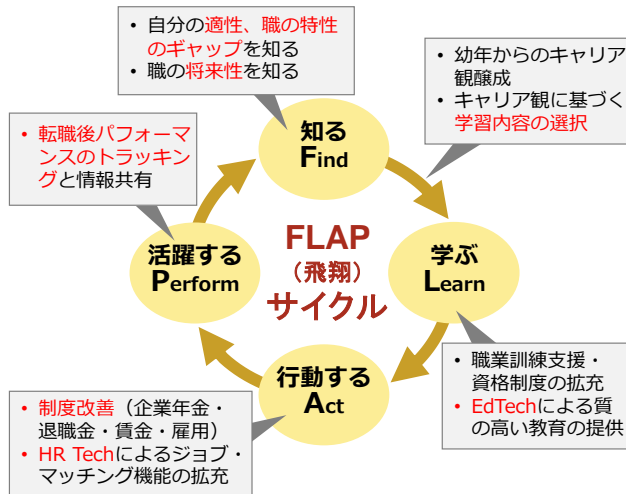 • 自分の適性、職の特性
のギャップを知る
• 職の将来性を知る
• 幼年からのキャリア
観醸成
• キャリア観に基づく
学習内容の選択
• 転職後パフォーマ
ンスのトラッキン
グと情報共有
知る
Find
活躍する
Perform
FLAP
(飛翔)
サイクル
学ぶ
Learn
行動する
Act
• 職業訓練支援・
資格制度の拡充
• EdTechによる質
の高い教育の提供
• 制度改善（企業年金・
退職金・賃金・雇用）
• HR Techによるジョブ・
マッチング機能の拡充